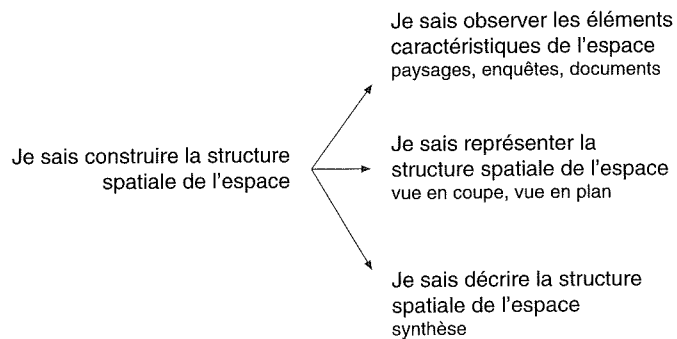 Je sais construire la structure
spatiale de l'espace
Je sais observer les éléments
caractéristiques de l'espace
paysages, enquêtes, documents
Je sais représenter la
structure spatiale de l'espace
vue en coupe, vue en plan
Je sais décrire la structure
spatiale de l'espace
synthèse